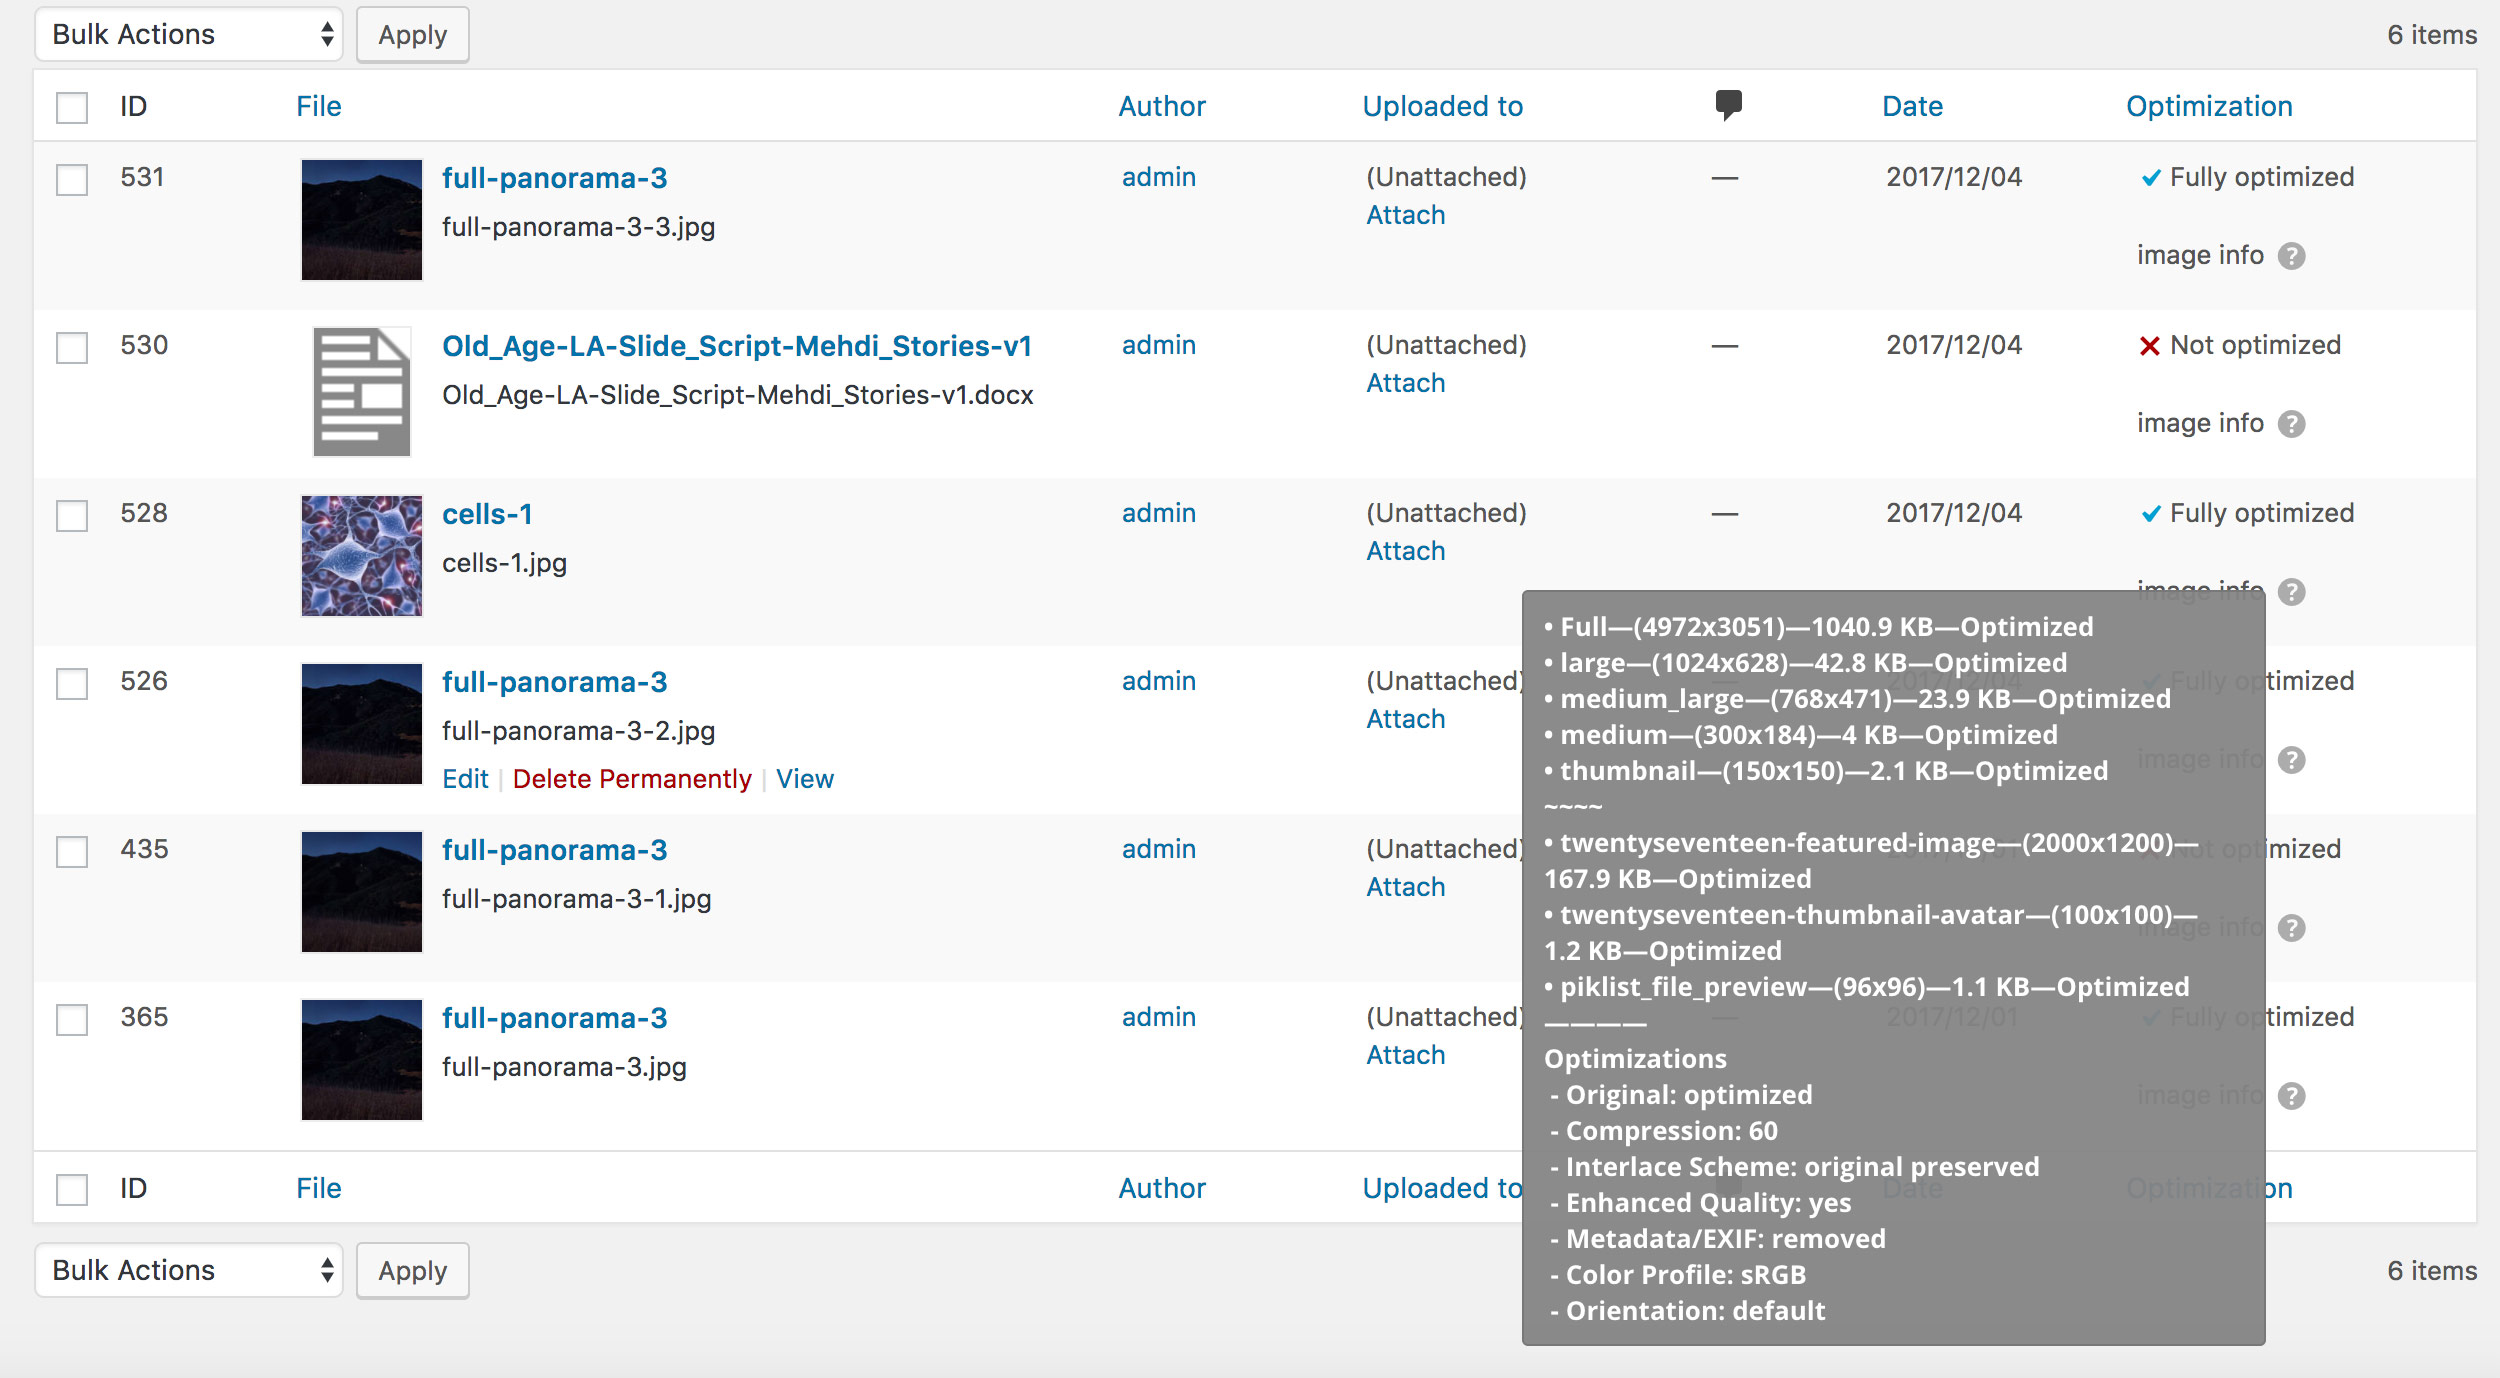 Bulk Actions Apply 6 items
ID File Author Uploaded to Date Optimization
531 full-panorama-3 admin (Unattached) — 2017/12/04 Fully optimized
full-panorama-3-3.jpg Attach
image info ?
530 Old_Age-LA-Slide_Script-Mehdi_Stories-v1 admin (Unattached) — 2017/12/04 Not optimized
Old_Age-LA-Slide_Script-Mehdi_Stories-v1.docx Attach
image info ?
528 cells-1 admin (Unattached) — 2017/12/04 Fully optimized
cells-1.jpg Attach
image info ?
526 full-panorama-3 admin (Unattached) — 2017/12/04 Fully optimized
full-panorama-3-2.jpg Attach
image info ?
Edit | Delete Permanently | View
435 full-panorama-3 admin (Unattached) Not optimized
full-panorama-3-1.jpg Attach
image info ?
365 full-panorama-3 admin (Unattached) — 2017/12/01 Fully optimized
full-panorama-3.jpg Attach
image info ?
ID File Author Uploaded to Date Optimization
Bulk Actions Apply 6 items
• Full—(4972x3051)—1040.9 KB—Optimized
• large—(1024x628)—42.8 KB—Optimized
• medium_large—(768x471)—23.9 KB—Optimized
• medium—(300x184)—4 KB—Optimized
• thumbnail—(150x150)—2.1 KB—Optimized
~~~~
• twentyseventeen-featured-image—(2000x1200)—
167.9 KB—Optimized
• twentyseventeen-thumbnail-avatar—(100x100)—
1.2 KB—Optimized
• piklist_file_preview—(96x96)—1.1 KB—Optimized
————
Optimizations
- Original: optimized
- Compression: 60
- Interlace Scheme: original preserved
- Enhanced Quality: yes
- Metadata/EXIF: removed
- Color Profile: sRGB
- Orientation: default